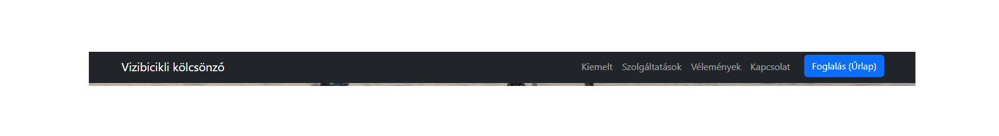 Vizibicikli kölcsönző Kiemelt Szolgáltatások Vélemények Kapcsolat Foglalás (Űrlap)